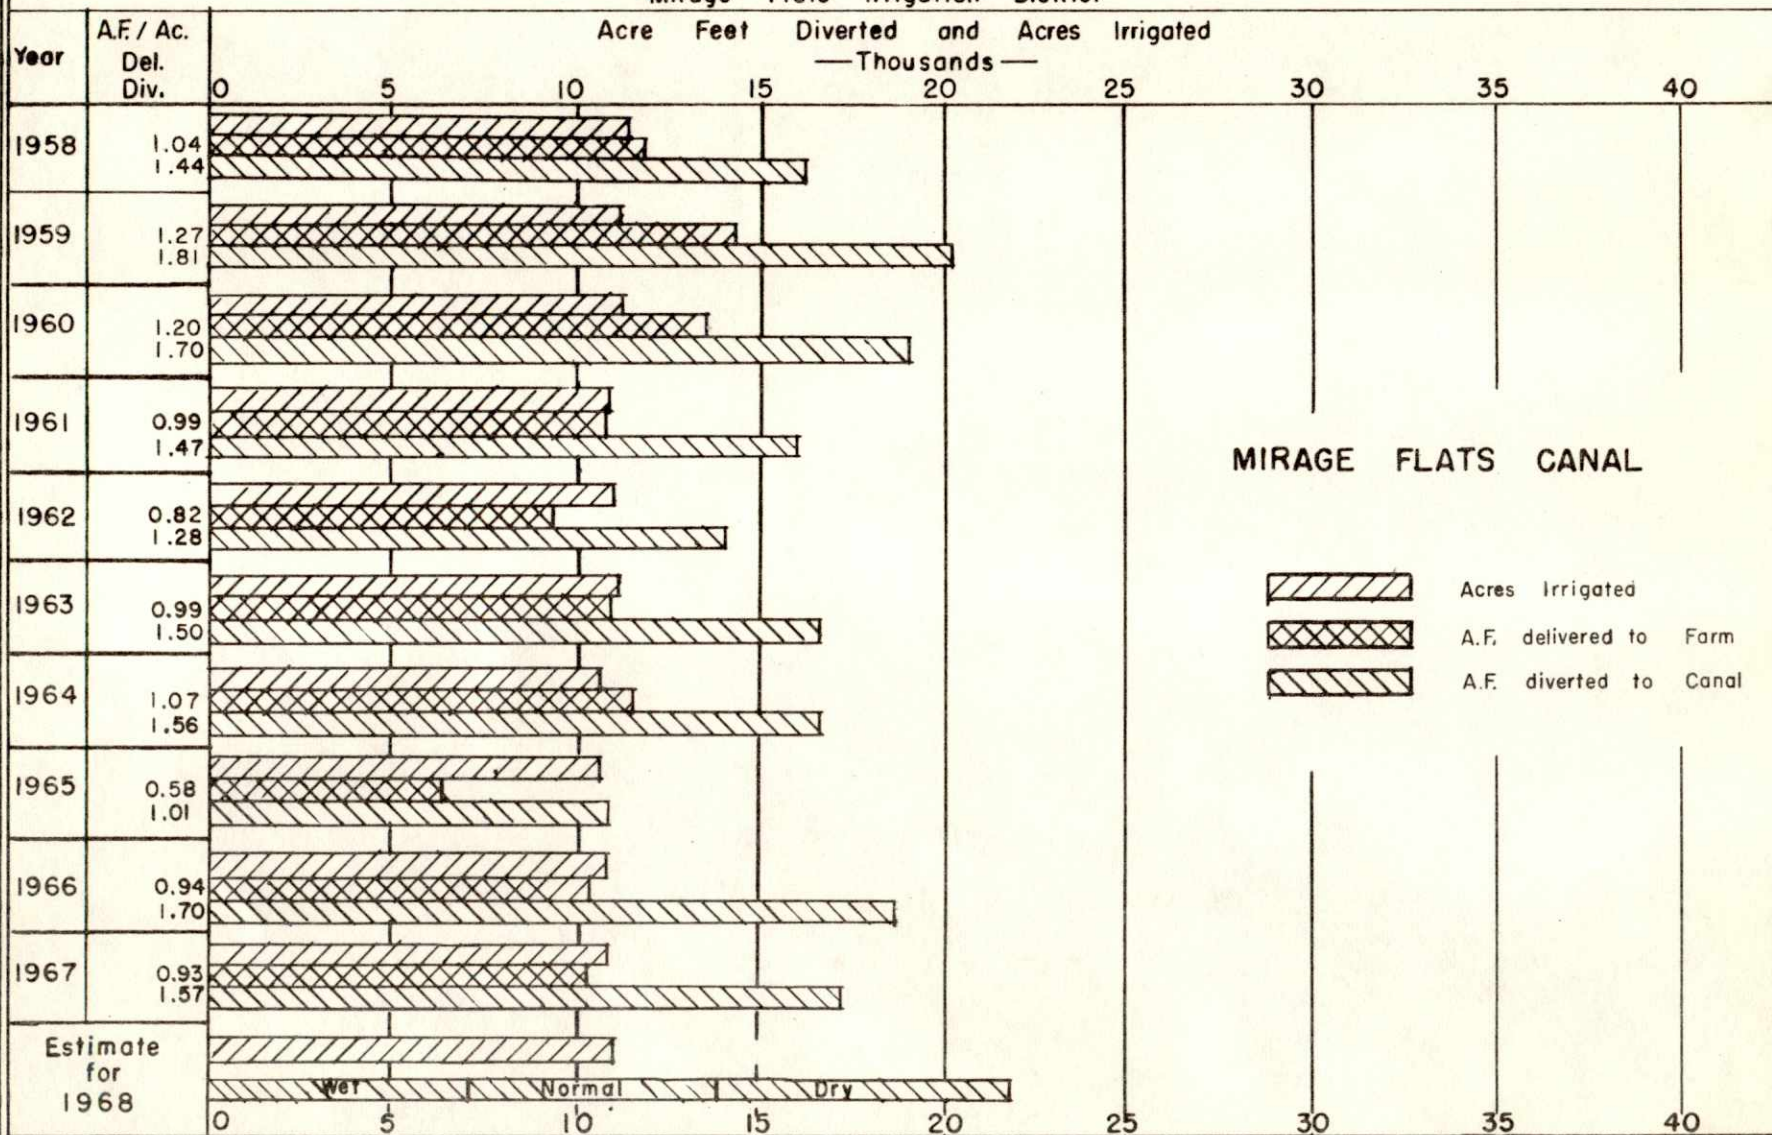 Acre Feet Diverted and Acres Irrigated
—Thousands—
Year
A.F. / Ac.
Del.
Div.
0 5 10 15 20 25 30 35 40
1958
1.04
1.44
1959
1.27
1.81
1960
1.20
1.70
1961
0.99
1.47
1962
0.82
1.28
1963
0.99
1.50
1964
1.07
1.56
1965
0.58
1.01
1966
0.94
1.70
1967
0.93
1.57
MIRAGE FLATS CANAL
Acres Irrigated
A.F. delivered to Farm
A.F. diverted to Canal
Estimate
for
1968
Wet Normal Dry
0 5 10 15 20 25 30 35 40